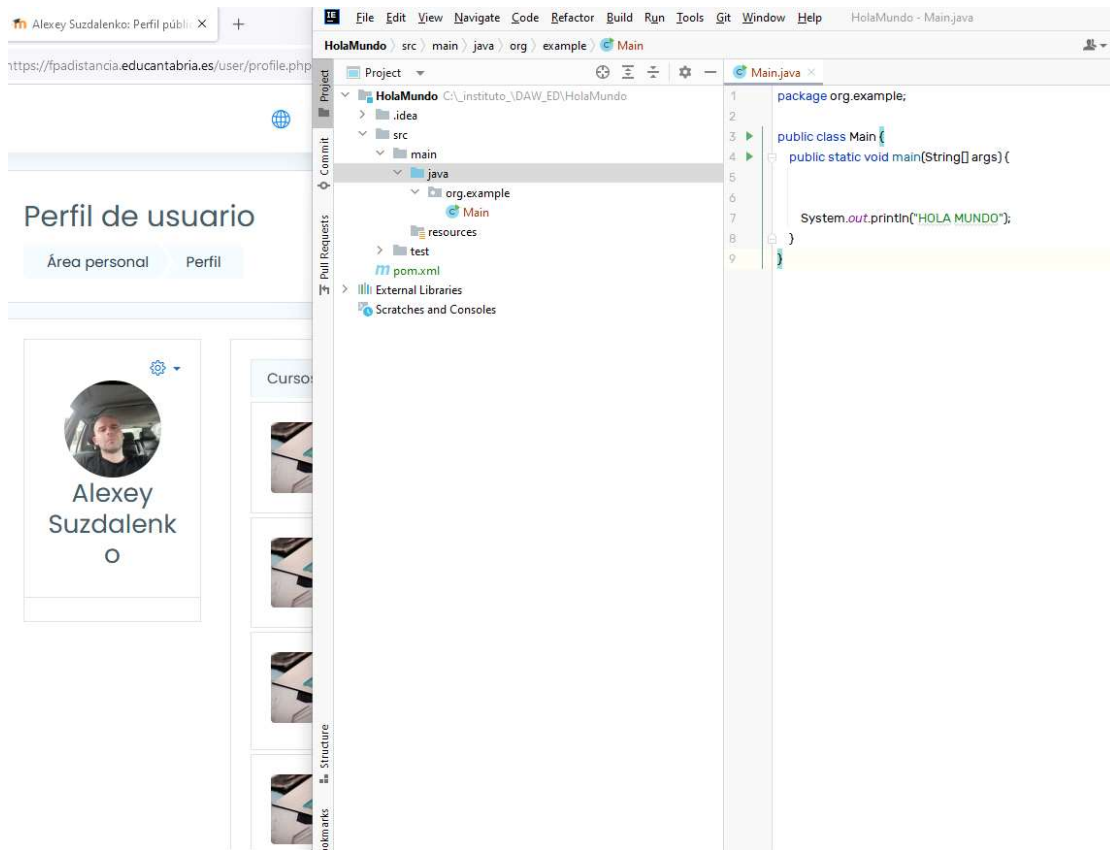 Alexey Suzdalenko: Perfil públi
https://fpadistancia.educantabria.es/user/profile.php
Perfil de usuario
Área personal Perfil
Alexey
Suzdalenk
o
Cursos
File Edit View Navigate Code Refactor Build Run Tools Git Window Help HolaMundo - Main.java
HolaMundo src main java org example Main
Project
Commit
Pull Requests
Structure
okmarks
Project
HolaMundo C:\_instituto_\DAW_ED\HolaMundo
.idea
src
main
java
org.example
Main
resources
test
pom.xml
External Libraries
Scratches and Consoles
Main.java
1 package org.example;
2
3 public class Main {
4 public static void main(String[] args) {
5
6
7 System.out.println("HOLA MUNDO");
8 }
9 }